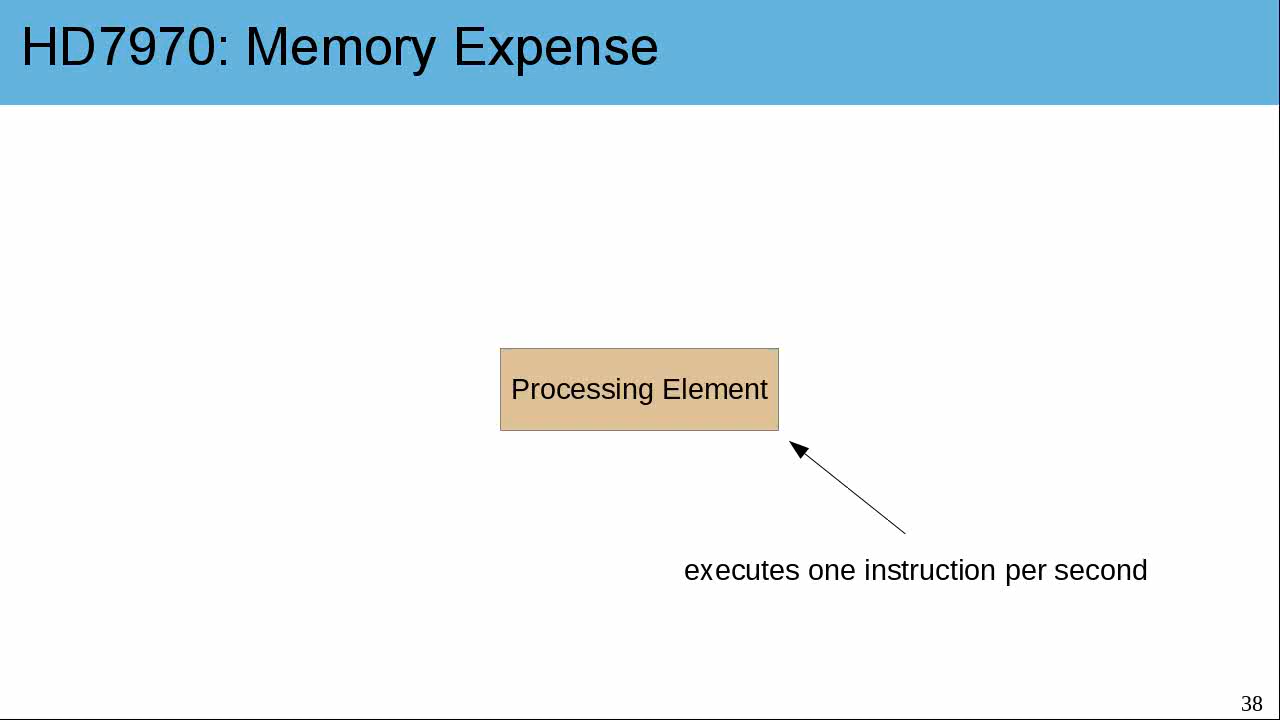 HD7970: Memory Expense
Processing Element
executes one instruction per second
38